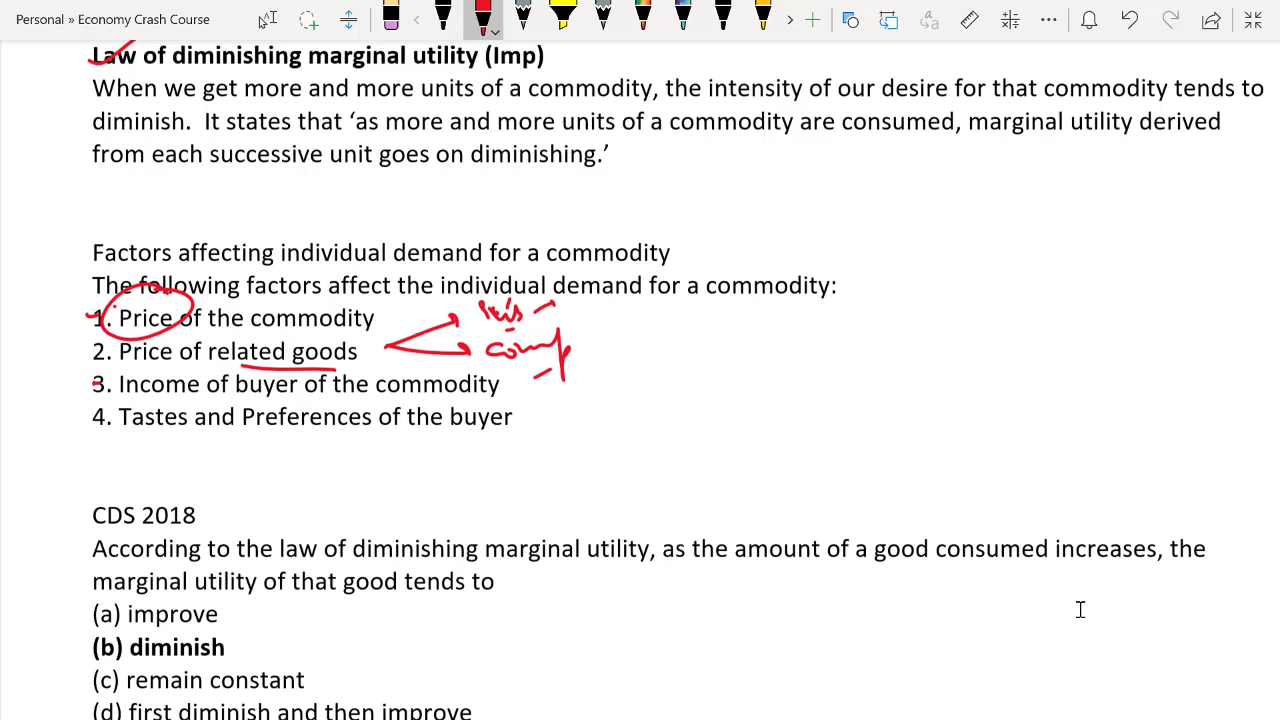 Personal » Economy Crash Course
Law of diminishing marginal utility (Imp)
When we get more and more units of a commodity, the intensity of our desire for that commodity tends to
diminish. It states that ‘as more and more units of a commodity are consumed, marginal utility derived
from each successive unit goes on diminishing.’
Factors affecting individual demand for a commodity
The following factors affect the individual demand for a commodity:
1. Price of the commodity
2. Price of related goods
comp
3. Income of buyer of the commodity
4. Tastes and Preferences of the buyer
CDS 2018
According to the law of diminishing marginal utility, as the amount of a good consumed increases, the
marginal utility of that good tends to
(a) improve
(b) diminish
(c) remain constant
(d) first diminish and then improve